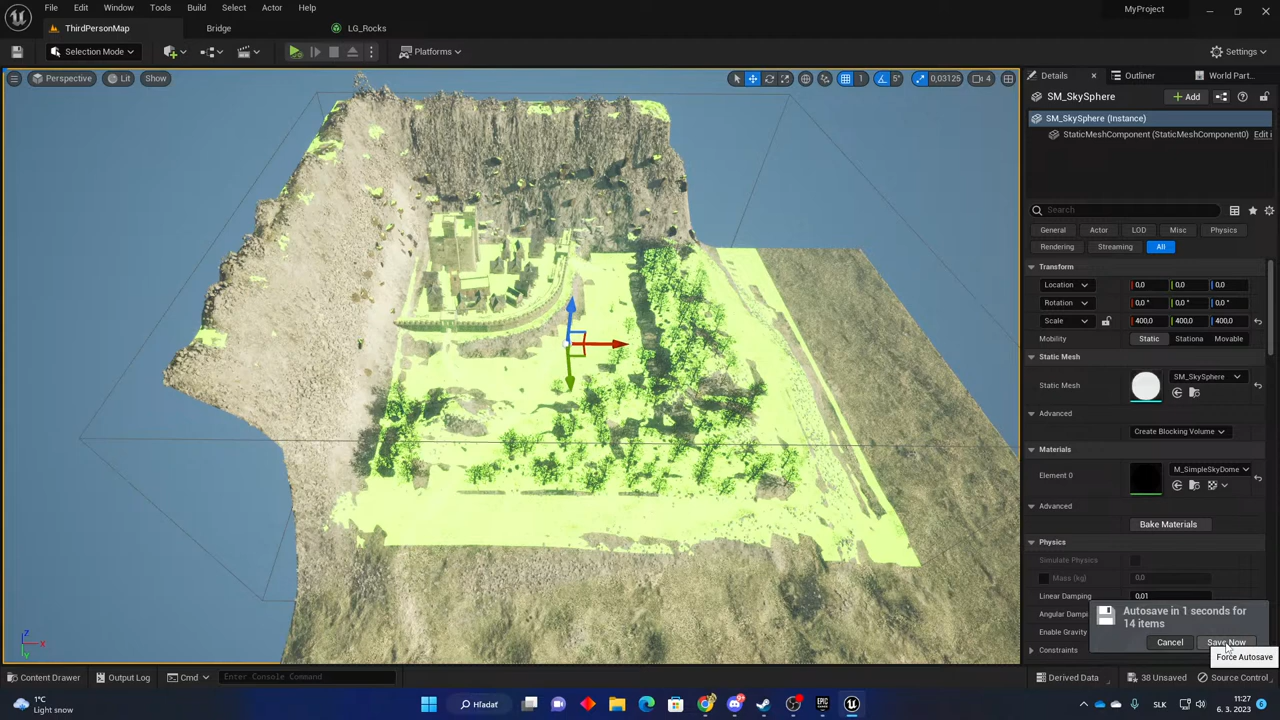 File Edit Window Tools Build Select Actor Help
MyProject
ThirdPersonMap
Bridge
LG_Rocks
Selection Mode
Platforms
Settings
Perspective
Lit
Show
1
5°
0,03125
4
Details
Outliner
World Part...
SM_SkySphere
Add
SM_SkySphere (Instance)
StaticMeshComponent (StaticMeshComponent0)
Edit i
Search
General
Actor
LOD
Misc
Physics
Rendering
Streaming
All
Transform
Location
0,0
0,0
0,0
Rotation
0,0 °
0,0 °
0,0 °
Scale
400,0
400,0
400,0
Mobility
Static
Stationa
Movable
Static Mesh
Static Mesh
SM_SkySphere
Advanced
Create Blocking Volume
Materials
Element 0
M_SimpleSkyDome
Advanced
Bake Materials
Physics
Simulate Physics
Mass (kg)
0,0
Linear Damping
0,01
Angular Dampi
Enable Gravity
Constraints
Autosave in 1 seconds for
14 items
Cancel
Save Now
Force Autosave
Z
X
Y
Content Drawer
Output Log
Cmd
Enter Console Command
Derived Data
38 Unsaved
Source Control
1°C
Light snow
Hľadať
SLK
11:27
6. 3. 2023